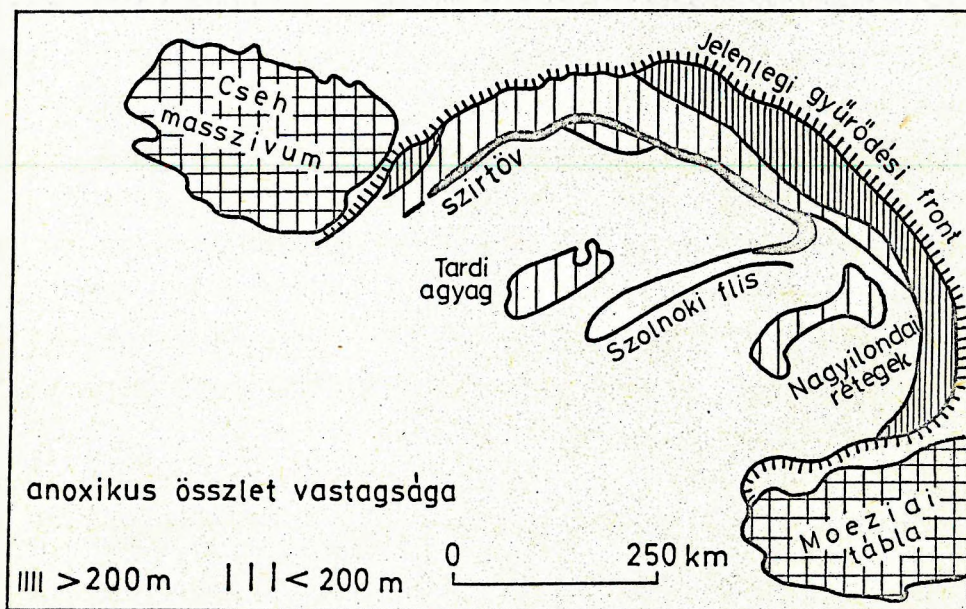 Cseh
masszívum
Jelenlegi gyűrődési front
szirtöv
Tardi
agyag
Szolnoki flis
Nagyilondai
rétegek
anoxikus összlet vastagsága
Moeziai
tábla
0 250 km
>200 m <200 m